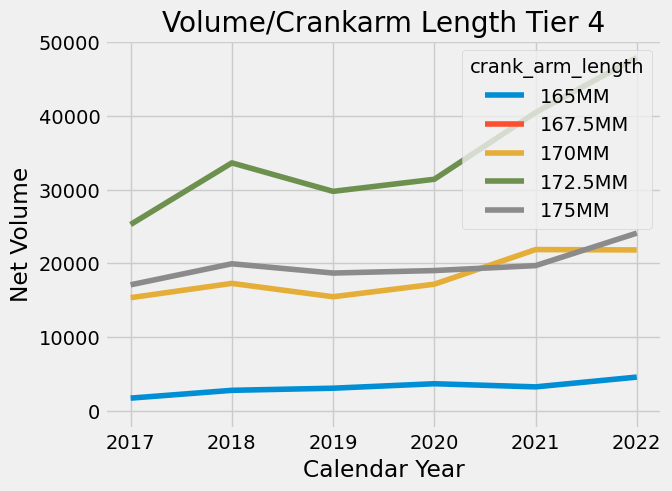 Volume/Crankarm Length Tier 4
50000
40000
30000
20000
10000
0
Net Volume
crank_arm_length
165MM
167.5MM
170MM
172.5MM
175MM
2017 2018 2019 2020 2021 2022
Calendar Year